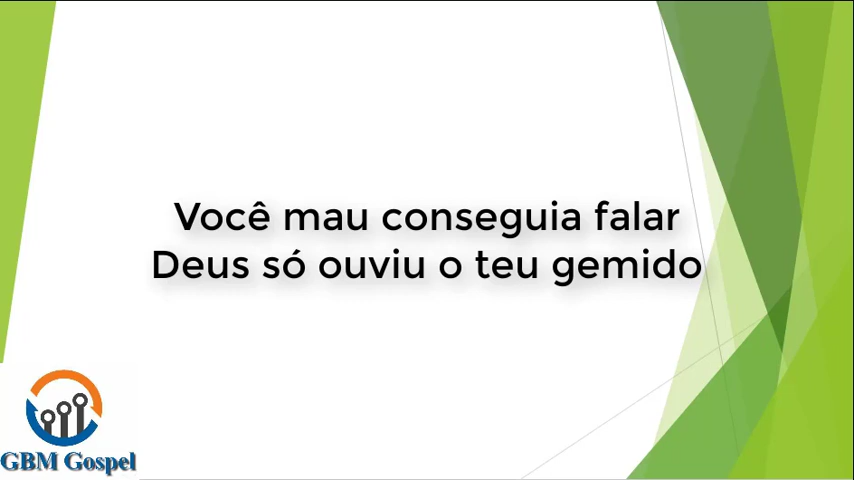 Você mau conseguia falar
Deus só ouviu o teu gemido
GBM Gospel